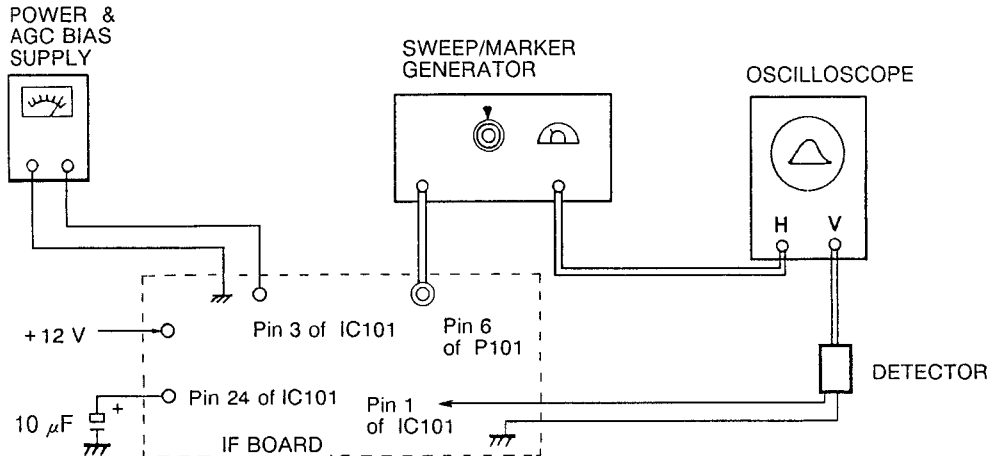 POWER &
AGC BIAS
SUPPLY
SWEEP/MARKER
GENERATOR
OSCILLOSCOPE
H V
Pin 3 of IC101
Pin 6
of P101
+12 V
DETECTOR
Pin 24 of IC101
+
10 μF
Pin 1
of IC101
IF BOARD